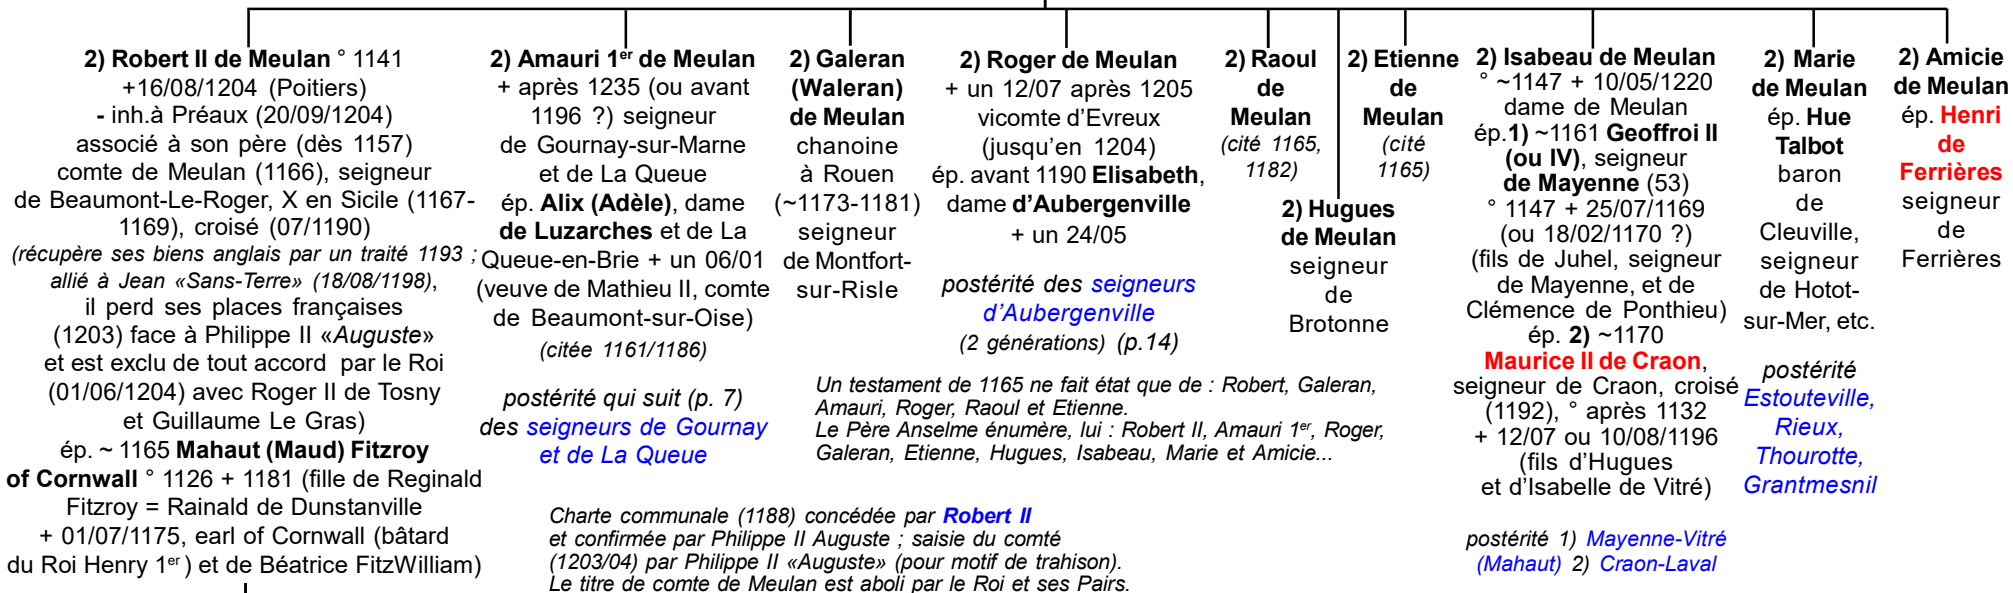 2) Robert II de Meulan ° 1141
+16/08/1204 (Poitiers)
- inh.à Préaux (20/09/1204)
associé à son père (dès 1157)
comte de Meulan (1166), seigneur
de Beaumont-Le-Roger, X en Sicile (1167-
1169), croisé (07/1190)
(récupère ses biens anglais par un traité 1193 ;
allié à Jean «Sans-Terre» (18/08/1198),
il perd ses places françaises
(1203) face à Philippe II «Auguste»
et est exclu de tout accord par le Roi
(01/06/1204) avec Roger II de Tosny
et Guillaume Le Gras)
ép. ~ 1165 Mahaut (Maud) Fitzroy
of Cornwall ° 1126 + 1181 (fille de Reginald
Fitzroy = Rainald de Dunstanville
+ 01/07/1175, earl of Cornwall (bâtard
du Roi Henry 1er ) et de Béatrice FitzWilliam)
2) Amauri 1er de Meulan
+ après 1235 (ou avant
1196 ?) seigneur
de Gournay-sur-Marne
et de La Queue
ép. Alix (Adèle), dame
de Luzarches et de La
Queue-en-Brie + un 06/01
(veuve de Mathieu II, comte
de Beaumont-sur-Oise)
(citée 1161/1186)
postérité qui suit (p. 7)
des seigneurs de Gournay
et de La Queue
2) Galeran
(Waleran)
de Meulan
chanoine
à Rouen
(~1173-1181)
seigneur
de Montfort-
sur-Risle
2) Roger de Meulan
+ un 12/07 après 1205
vicomte d'Evreux
(jusqu'en 1204)
ép. avant 1190 Elisabeth,
dame d'Aubergenville
+ un 24/05
postérité des seigneurs
d'Aubergenville
(2 générations) (p.14)
2) Raoul
de
Meulan
(cité 1165,
1182)
2) Hugues
de Meulan
seigneur
de
Brotonne
2) Etienne
de
Meulan
(cité
1165)
2) Isabeau de Meulan
° ~1147 + 10/05/1220
dame de Meulan
ép.1) ~1161 Geoffroi II
(ou IV), seigneur
de Mayenne (53)
° 1147 + 25/07/1169
(ou 18/02/1170 ?)
(fils de Juhel, seigneur
de Mayenne, et de
Clémence de Ponthieu)
ép. 2) ~1170
Maurice II de Craon,
seigneur de Craon, croisé
(1192), ° après 1132
+ 12/07 ou 10/08/1196
(fils d'Hugues
et d'Isabelle de Vitré)
postérité 1) Mayenne-Vitré
(Mahaut) 2) Craon-Laval
2) Marie
de Meulan
ép. Hue
Talbot
baron
de
Cleuville,
seigneur
de Hotot-
sur-Mer, etc.
postérité
Estouteville,
Rieux,
Thourotte,
Grantmesnil
2) Amicie
de Meulan
ép. Henri
de
Ferrières
seigneur
de
Ferrières
Un testament de 1165 ne fait état que de : Robert, Galeran,
Amauri, Roger, Raoul et Etienne.
Le Père Anselme énumère, lui : Robert II, Amauri 1er, Roger,
Galeran, Etienne, Hugues, Isabeau, Marie et Amicie...
Charte communale (1188) concédée par Robert II
et confirmée par Philippe II Auguste ; saisie du comté
(1203/04) par Philippe II «Auguste» (pour motif de trahison).
Le titre de comte de Meulan est aboli par le Roi et ses Pairs.